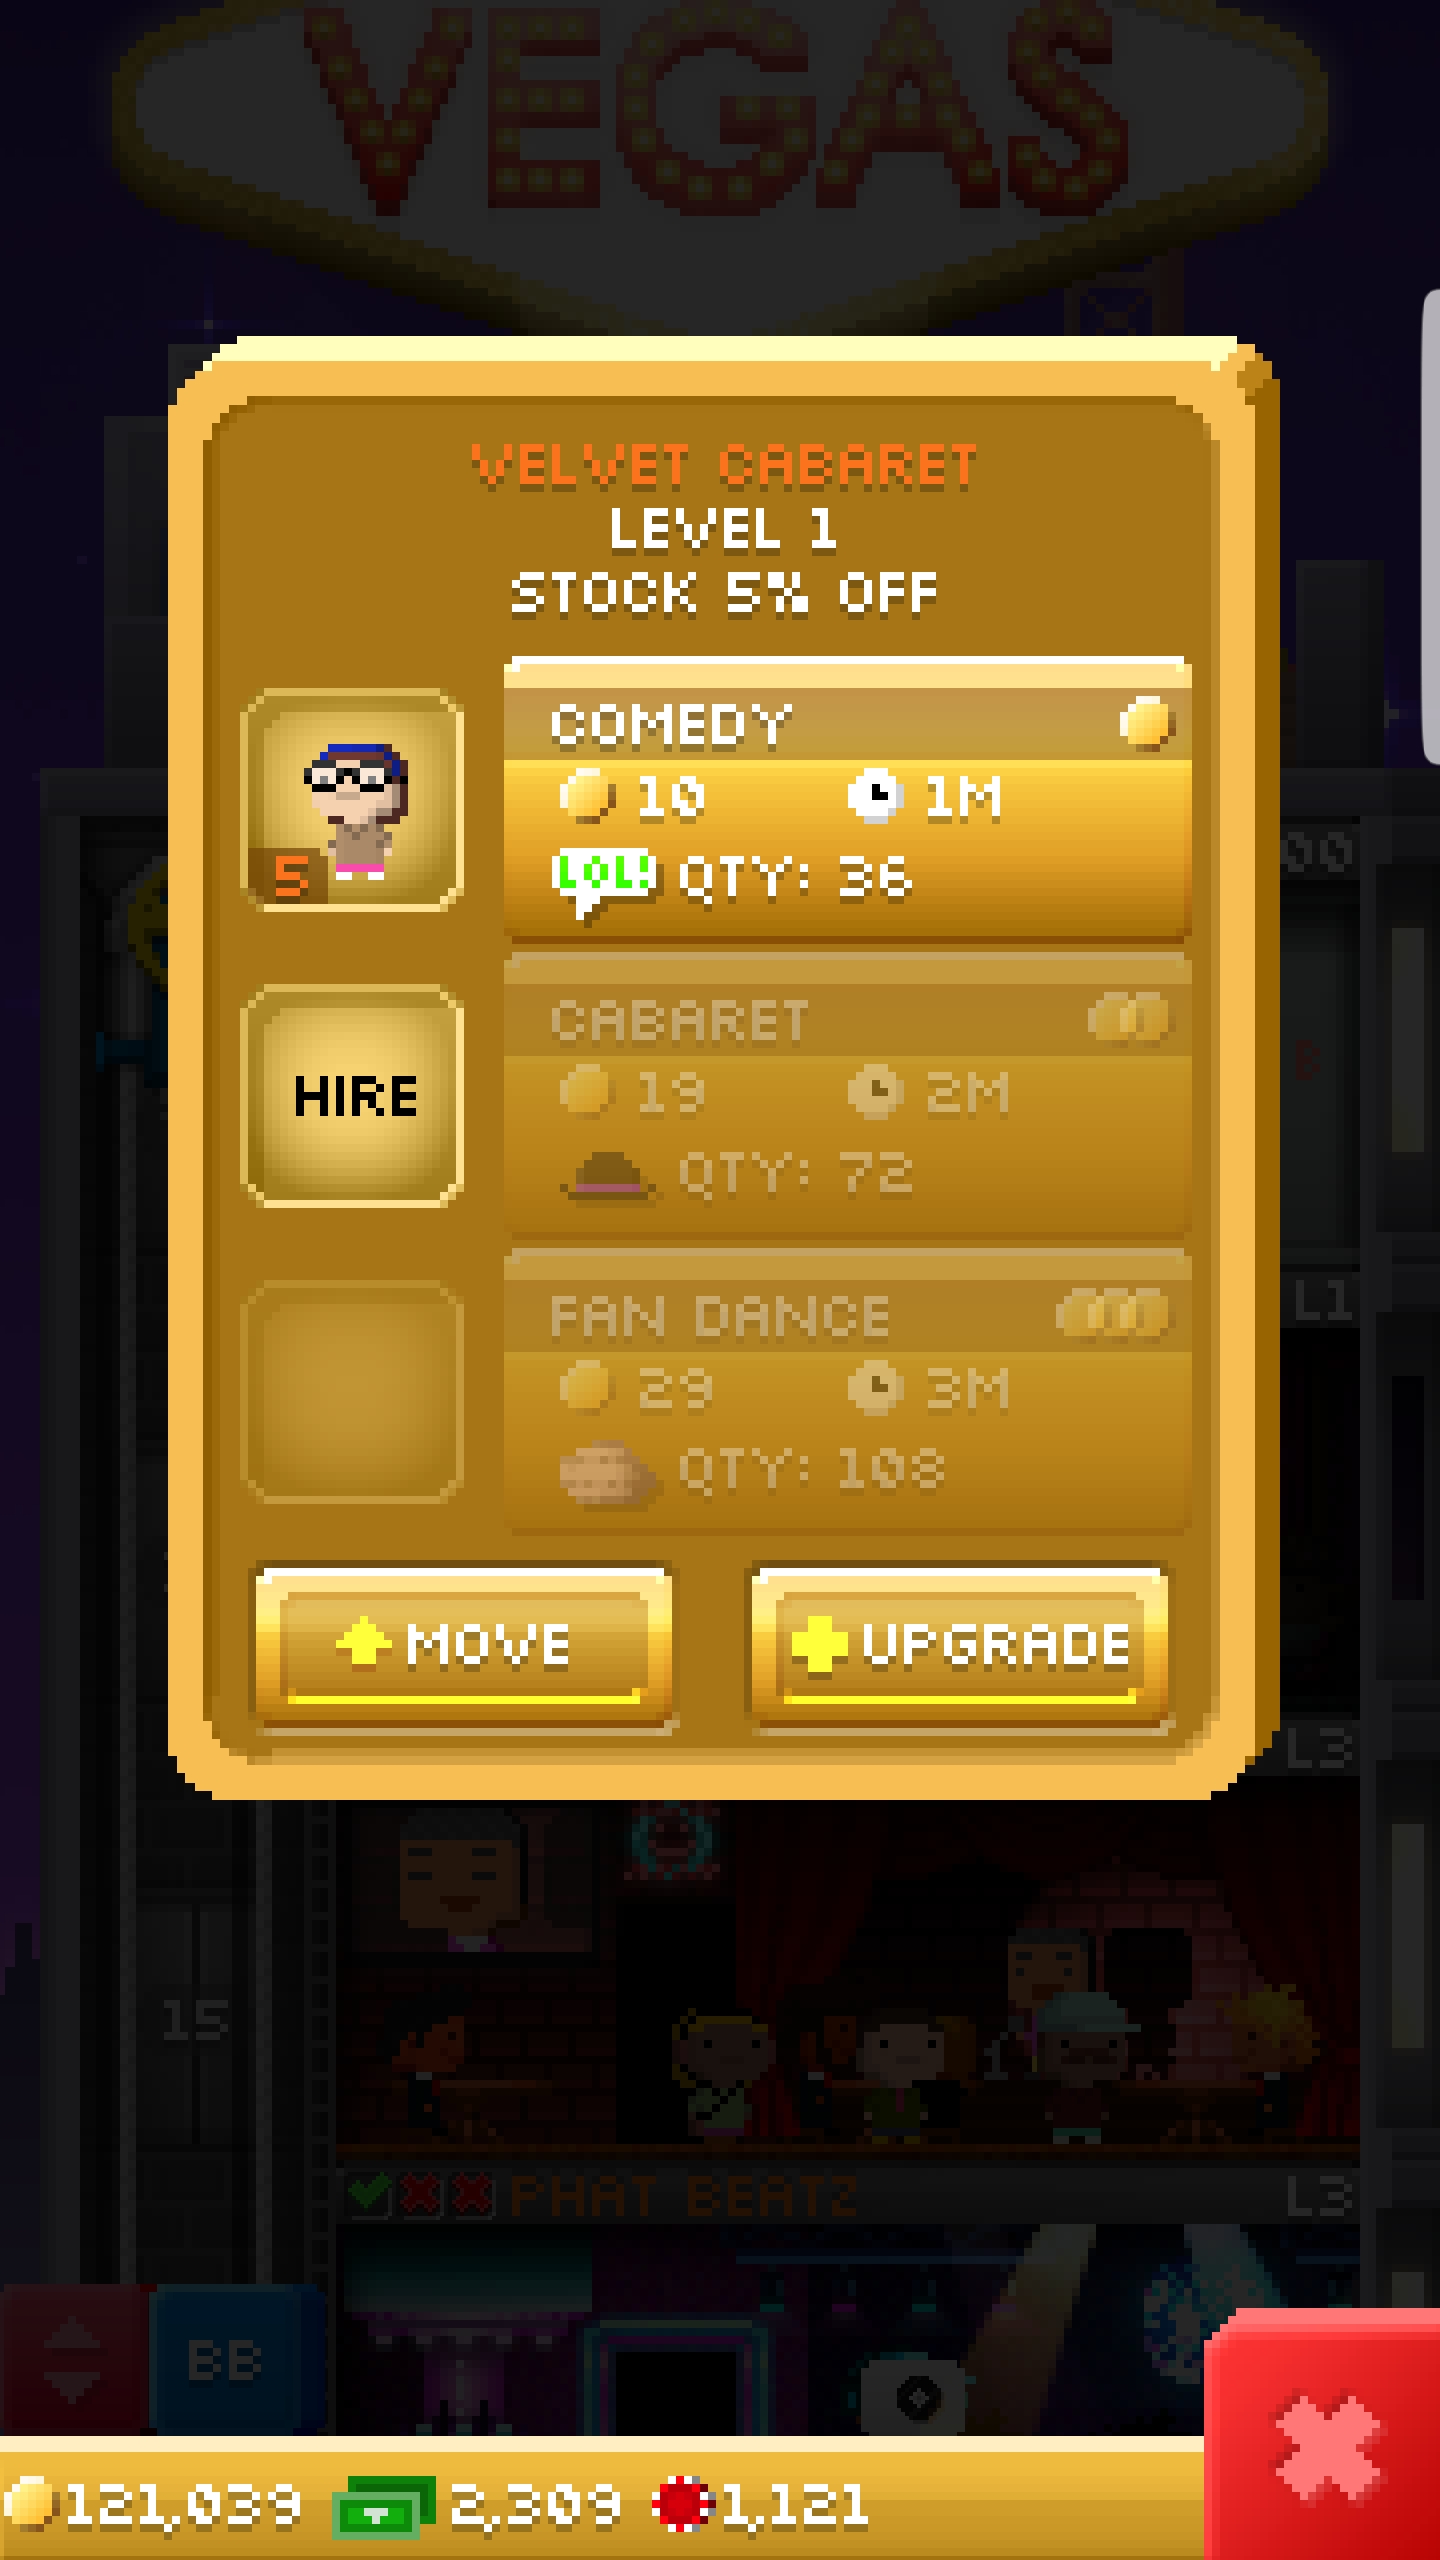 VEGAS
VELVET CABARET
LEVEL 1
STOCK 5% OFF
COMEDY
10 1M
LOL! QTY: 36
5
CABARET
19 2M
QTY: 72
HIRE
FAN DANCE
29 3M
QTY: 108
MOVE
UPGRADE
00
B
L1
L3
15
PHAT BEATZ L3
BB
121,039 2,309 1,121